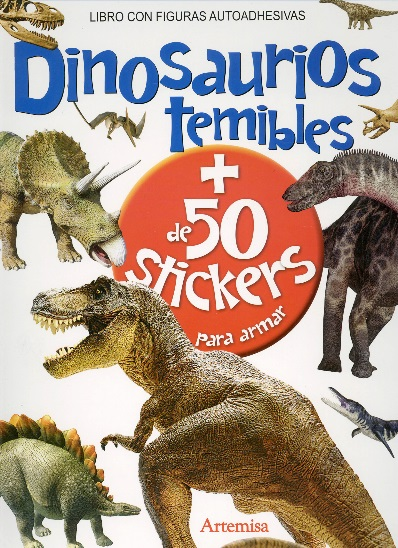 LIBRO CON FIGURAS AUTOADHESIVAS
Dinosaurios
temibles
+
de 50
stickers
para armar
Artemisa